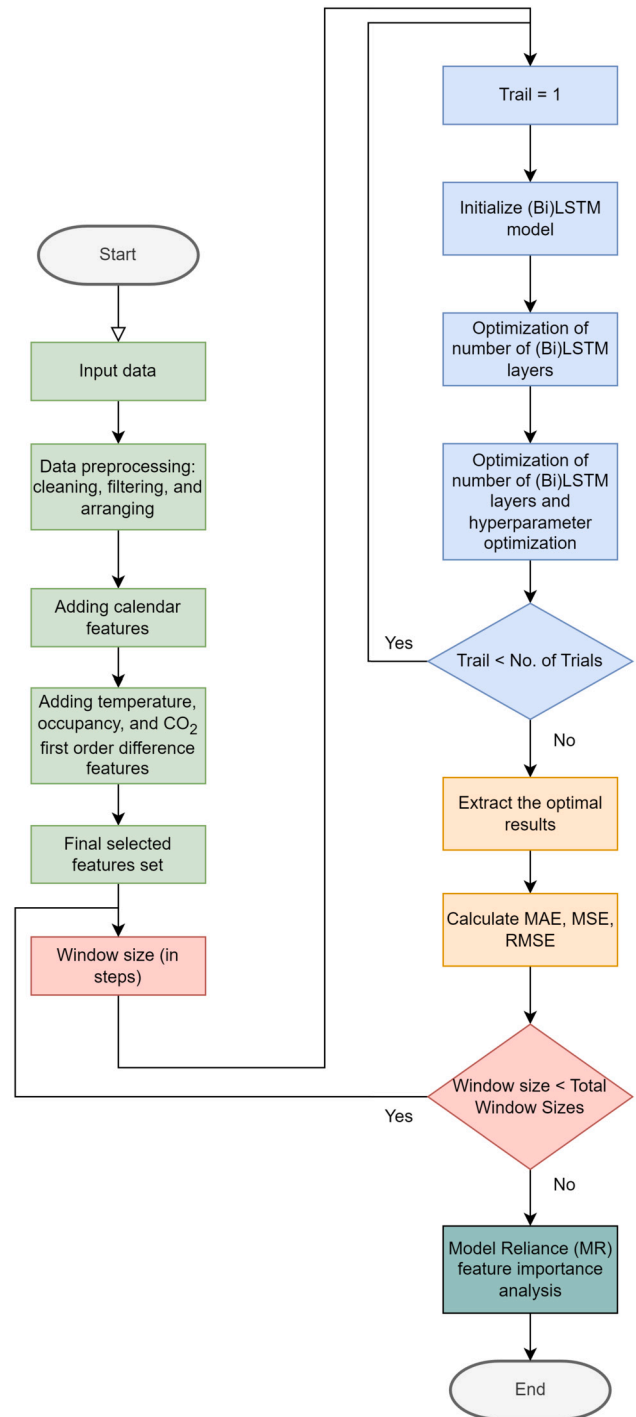 Start
Input data
Data preprocessing:
cleaning, filtering, and
arranging
Adding calendar
features
Adding temperature,
occupancy, and CO₂
first order difference
features
Final selected
features set
Window size (in
steps)
Trail = 1
Initialize (Bi)LSTM
model
Optimization of
number of (Bi)LSTM
layers
Optimization of
number of (Bi)LSTM
layers and
hyperparameter
optimization
Yes
Trail < No. of Trials
No
Extract the optimal
results
Calculate MAE, MSE,
RMSE
Window size < Total
Window Sizes
Yes
No
Model Reliance (MR)
feature importance
analysis
End